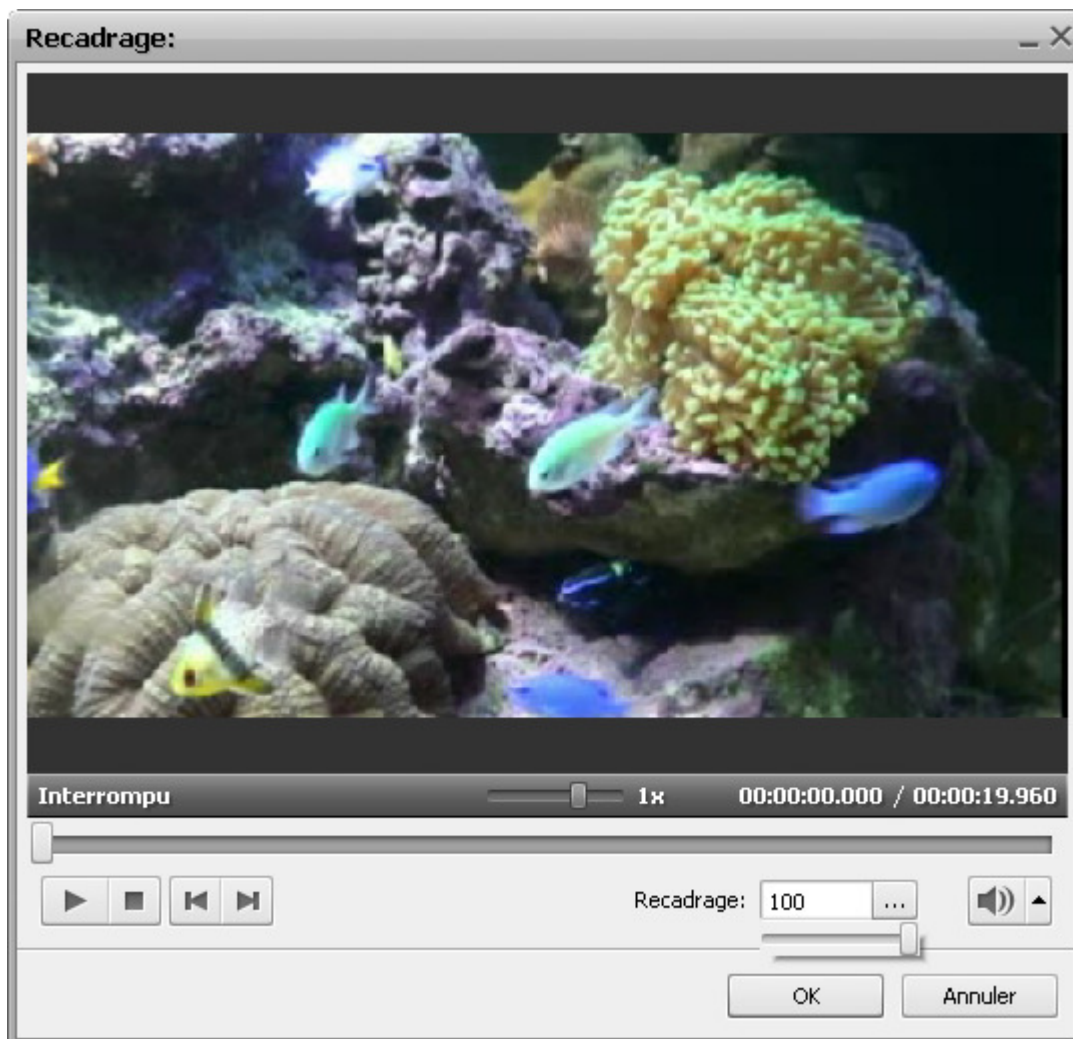 Recadrage:
Interrompu 1x 00:00:00.000 / 00:00:19.960
Recadrage: 100 ...
OK Annuler